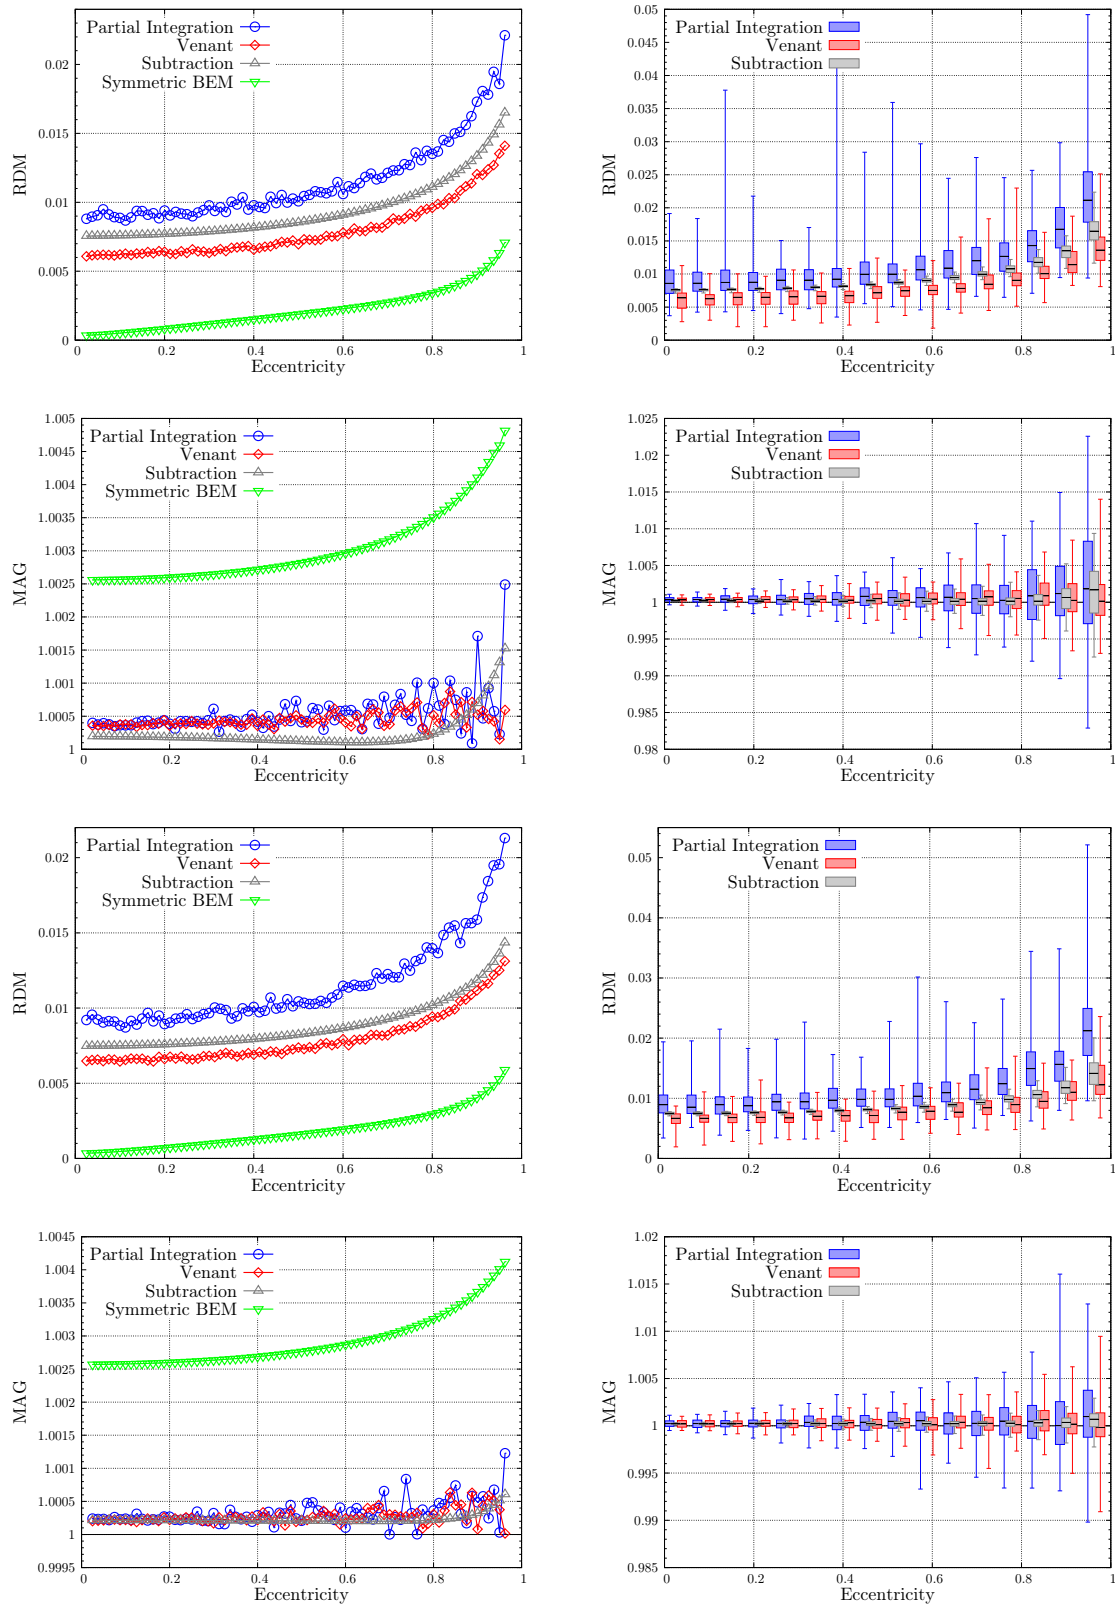 Partial Integration
Venant
Subtraction
Symmetric BEM
RDM
0.02
0.015
0.01
0.005
0
0.2
0.4
0.6
0.8
1
Eccentricity
Partial Integration
Venant
Subtraction
RDM
0.05
0.045
0.04
0.035
0.03
0.025
0.02
0.015
0.01
0.005
0
0
0.2
0.4
0.6
0.8
1
Eccentricity
Partial Integration
Venant
Subtraction
Symmetric BEM
MAG
1.005
1.0045
1.004
1.0035
1.003
1.0025
1.002
1.0015
1.001
1.0005
1
0
0.2
0.4
0.6
0.8
1
Eccentricity
Partial Integration
Venant
Subtraction
MAG
1.025
1.02
1.015
1.01
1.005
1
0.995
0.99
0.985
0.98
0
0.2
0.4
0.6
0.8
1
Eccentricity
Partial Integration
Venant
Subtraction
Symmetric BEM
RDM
0.02
0.015
0.01
0.005
0
0
0.2
0.4
0.6
0.8
1
Eccentricity
Partial Integration
Venant
Subtraction
RDM
0.05
0.04
0.03
0.02
0.01
0
0
0.2
0.4
0.6
0.8
1
Eccentricity
Partial Integration
Venant
Subtraction
Symmetric BEM
MAG
1.0045
1.004
1.0035
1.003
1.0025
1.002
1.0015
1.001
1.0005
1
0.9995
0
0.2
0.4
0.6
0.8
1
Eccentricity
Partial Integration
Venant
Subtraction
MAG
1.02
1.015
1.01
1.005
1
0.995
0.99
0.985
0
0.2
0.4
0.6
0.8
1
Eccentricity